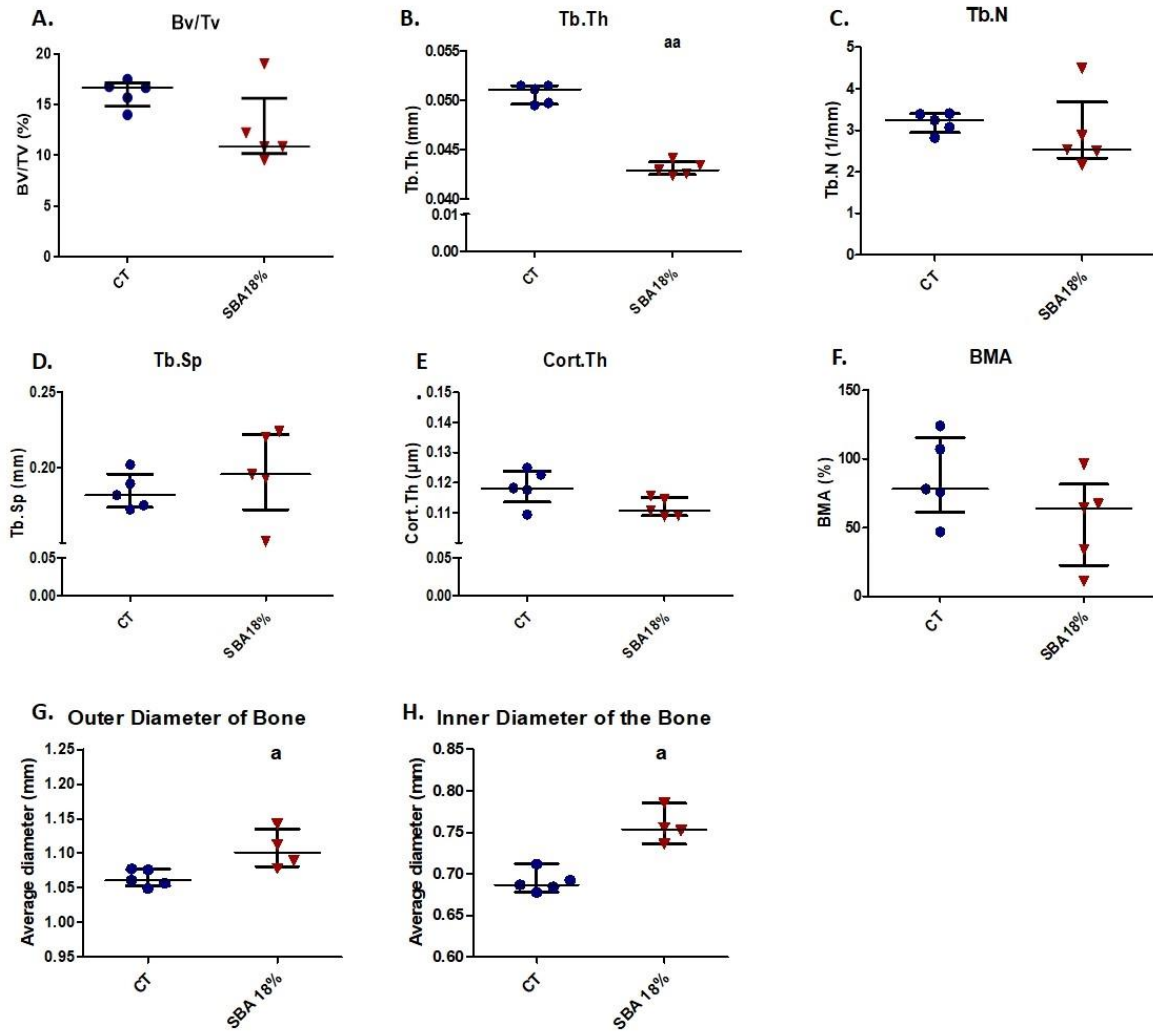 A.
Bv/Tv
BV/TV (%)
20
15
10
5
0
CT
SBA18%
B.
Tb.Th
aa
Tb.Th (mm)
0.055
0.050
0.045
0.040
0.01
0.00
CT
SBA18%
C.
Tb.N
Tb.N (1/mm)
5
4
3
2
1
0
CT
SBA18%
D.
Tb.Sp
Tb.Sp (mm)
0.25
0.20
0.05
0.00
CT
SBA18%
E
.
Cort.Th
Cort.Th (µm)
0.15
0.14
0.13
0.12
0.11
0.05
0.00
CT
SBA18%
F.
BMA
BMA (%)
150
100
50
0
CT
SBA18%
G.
Outer Diameter of Bone
a
Average diameter (mm)
1.25
1.20
1.15
1.10
1.05
1.00
0.95
CT
SBA 18%
H.
Inner Diameter of the Bone
a
Average diameter (mm)
0.85
0.80
0.75
0.70
0.65
0.60
CT
SBA 18%